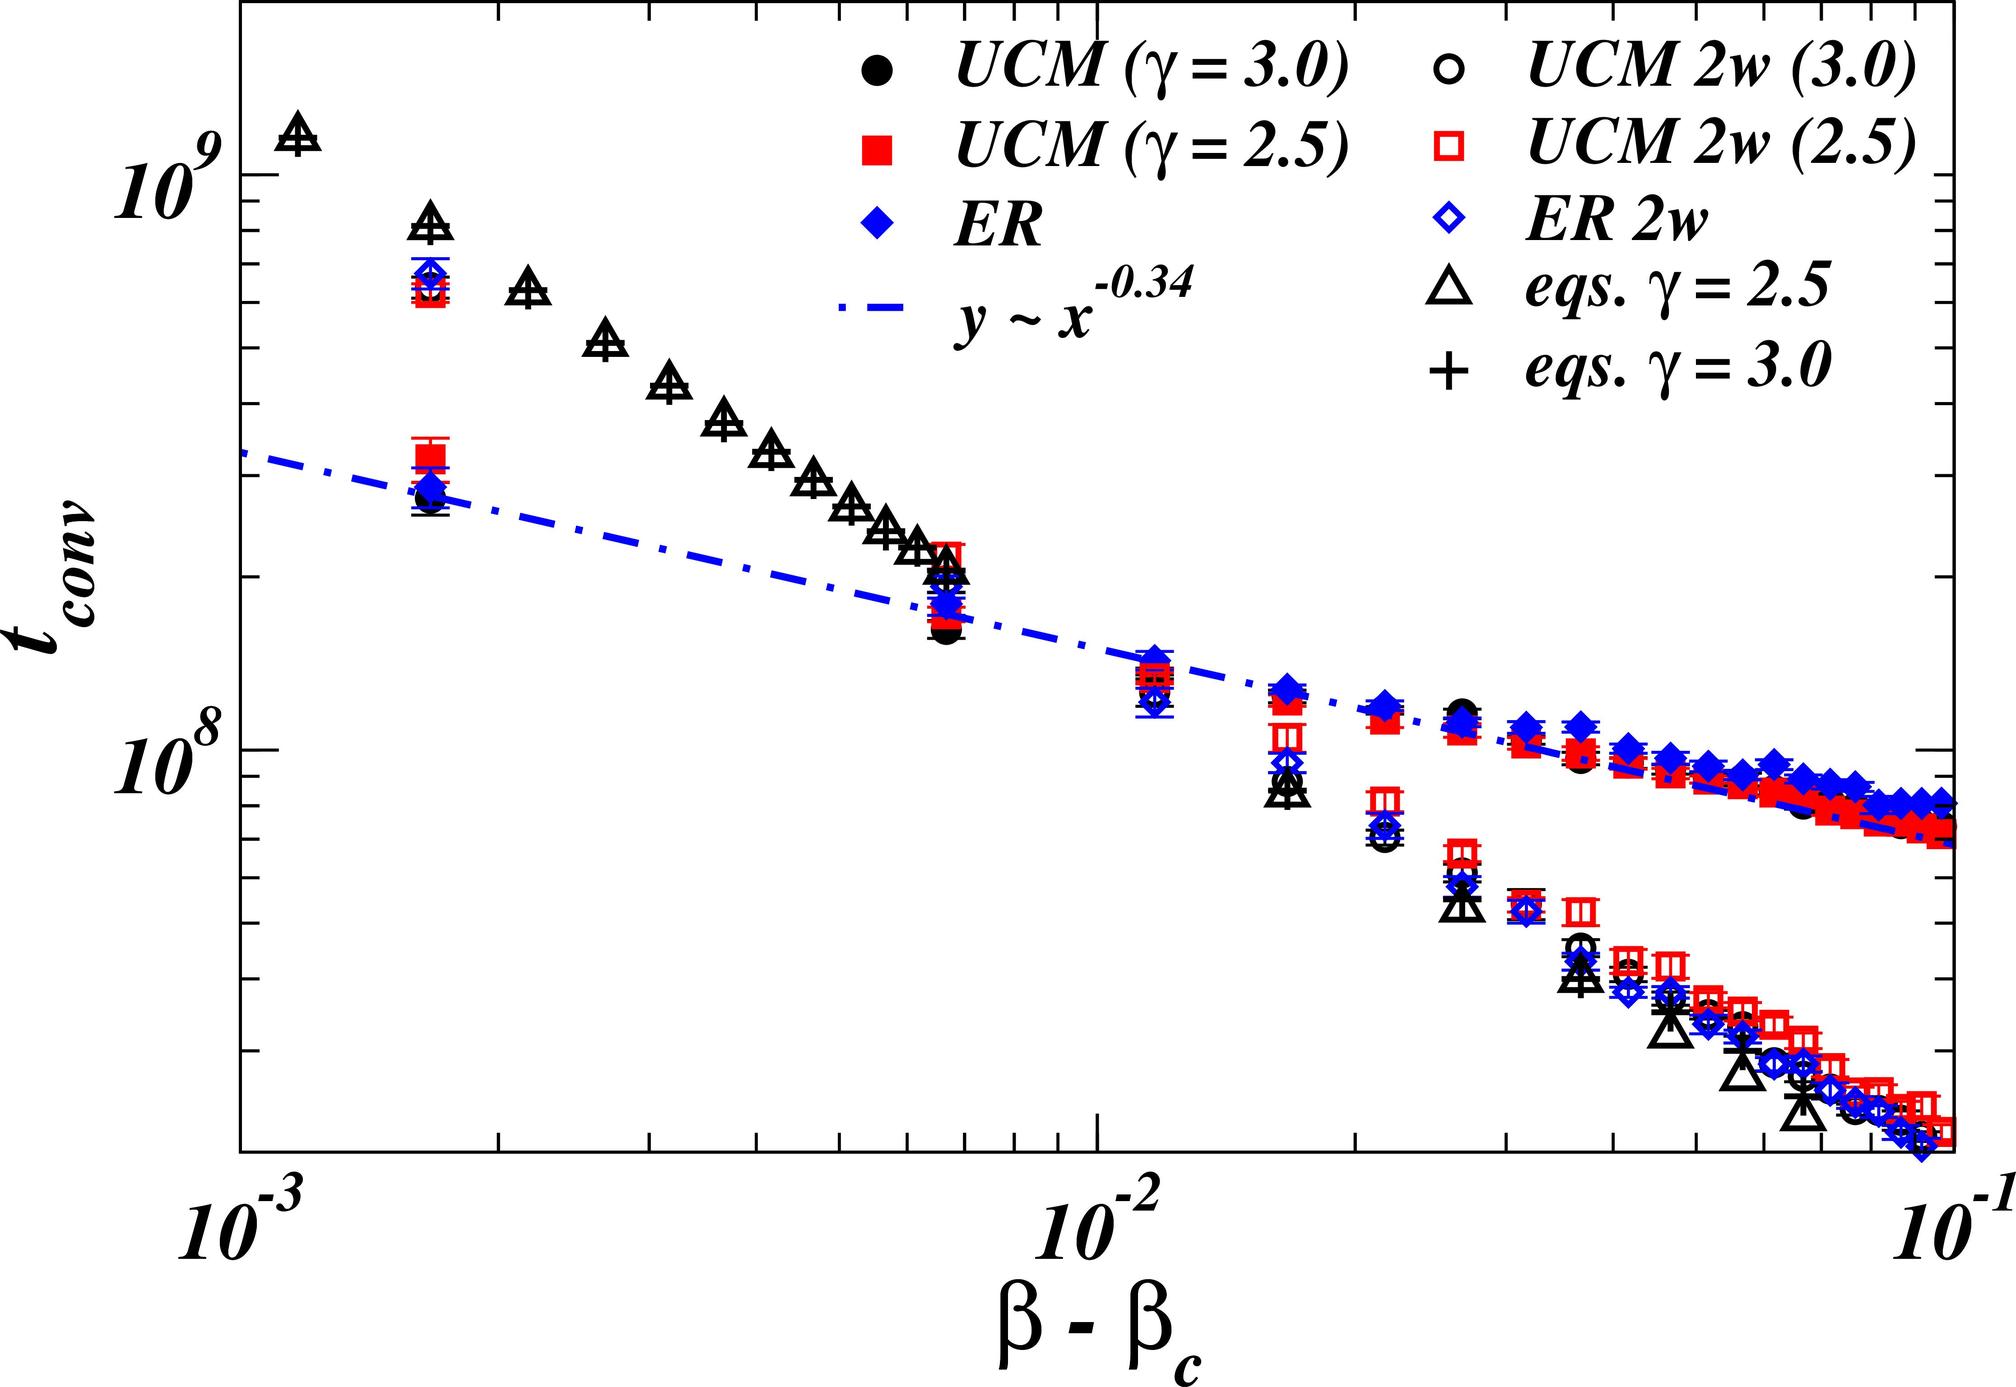 UCM (γ = 3.0)
UCM (γ = 2.5)
ER
y ~ x^-0.34
UCM 2w (3.0)
UCM 2w (2.5)
ER 2w
eqs. γ = 2.5
eqs. γ = 3.0
10^9
10^8
t_conv
10^-3
10^-2
10^-1
β - β_c